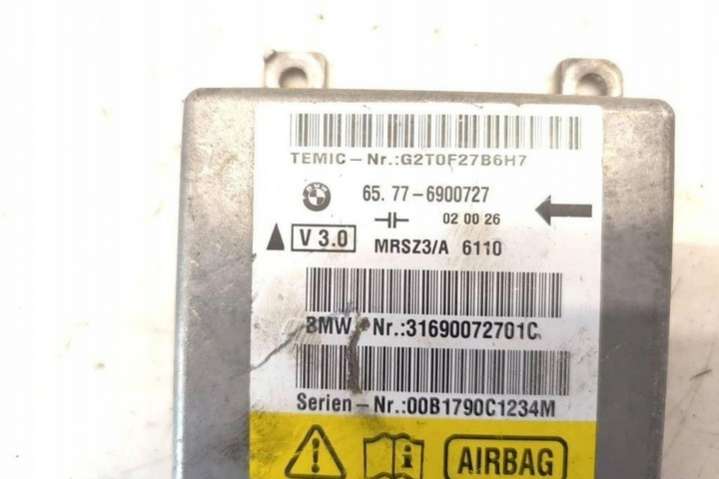 TEMIC-Nr.:G2T0F27B6H7
BMW 65.77-6900727
02 00 26
V 3.0 MRSZ3/A 6110
BMW Nr.:31690072701C
Serien-Nr.:00B1790C1234M
AIRBAG